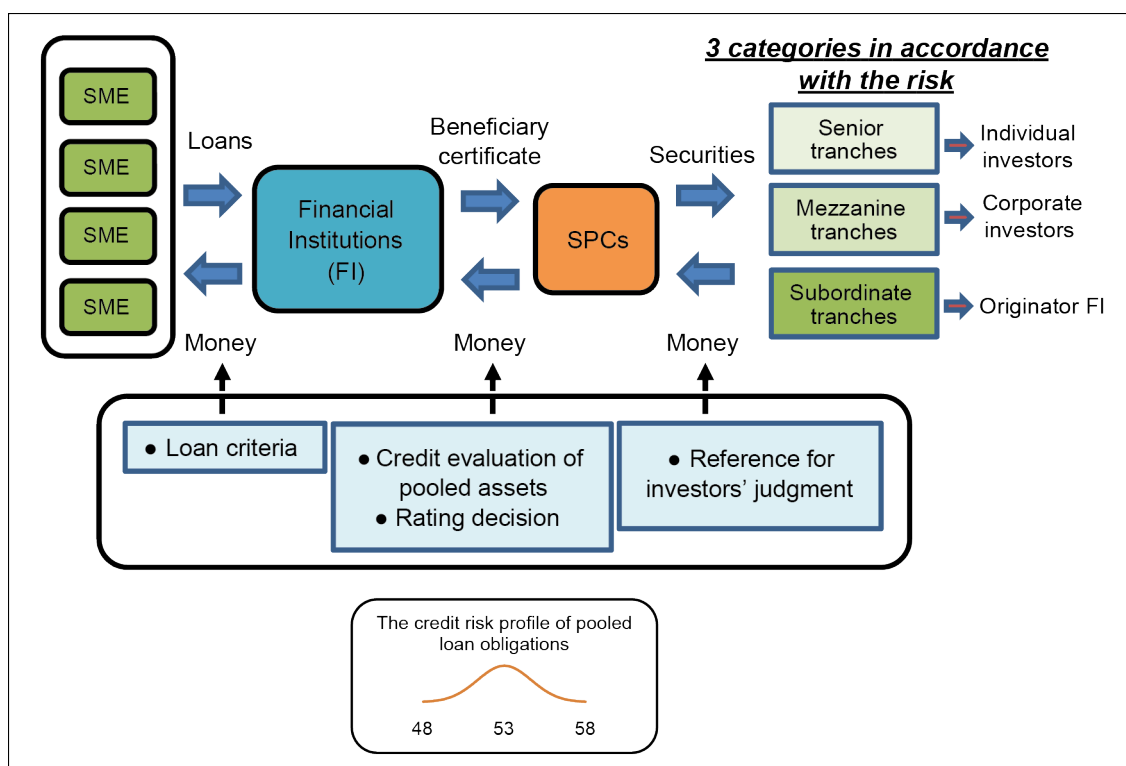 3 categories in accordance
with the risk
SME
SME
SME
SME
Loans
Financial
Institutions
(FI)
Beneficiary
certificate
SPCs
Securities
Senior
tranches
Individual
investors
Mezzanine
tranches
Corporate
investors
Subordinate
tranches
Originator FI
Money
Money
Money
● Loan criteria
● Credit evaluation of
pooled assets
● Rating decision
● Reference for
investors’ judgment
The credit risk profile of pooled
loan obligations
48
53
58